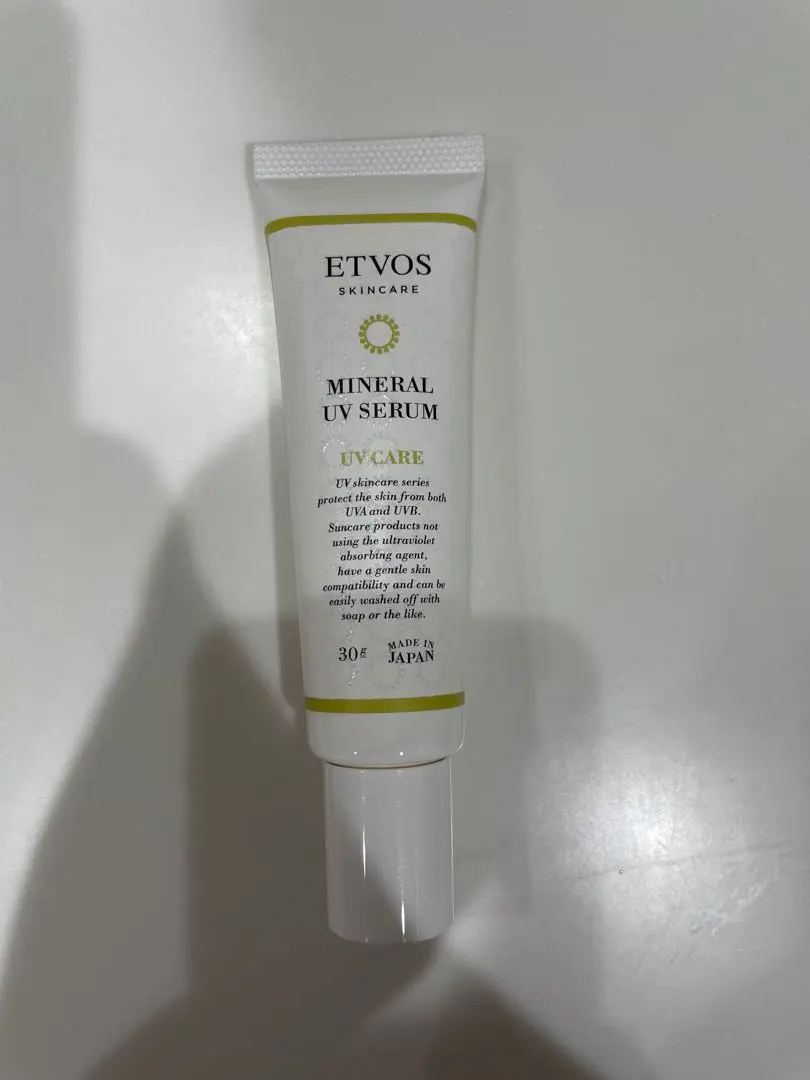 ETVOS
SKINCARE
MINERAL
UV SERUM
UV CARE
UV skincare series
protect the skin from both
UVA and UVB.
Suncare products not
using the ultraviolet
absorbing agent,
have a gentle skin
compatibility and can be
easily washed off with
soap or the like.
30g MADE IN
JAPAN